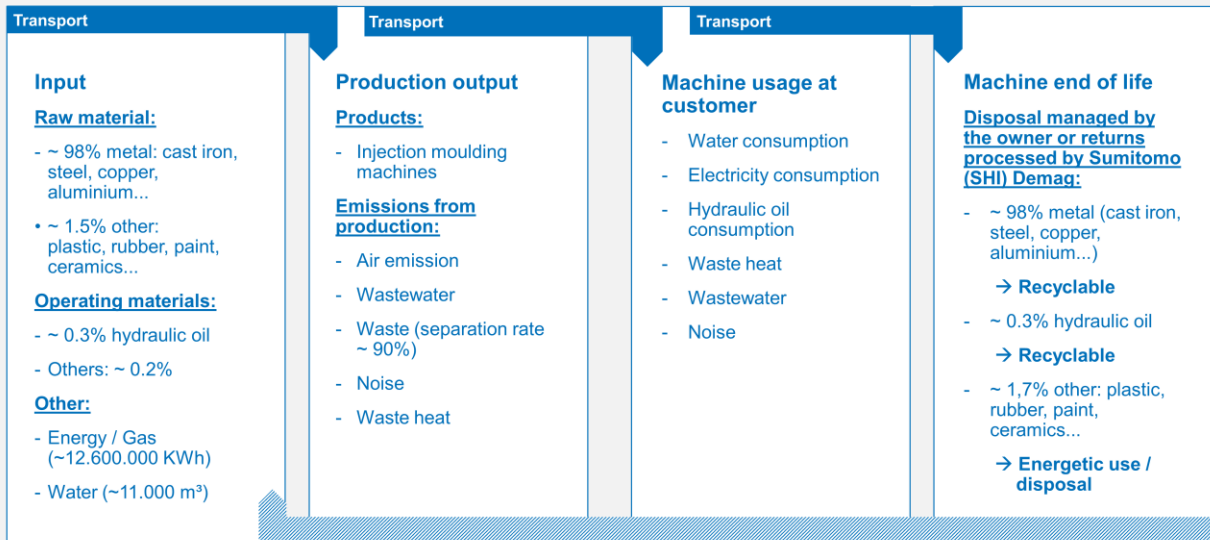 Transport
Transport
Transport
Input
Raw material:
- ~ 98% metal: cast iron,
steel, copper,
aluminium...
• ~ 1.5% other:
plastic, rubber, paint,
ceramics...
Operating materials:
- ~ 0.3% hydraulic oil
- Others: ~ 0.2%
Other:
- Energy / Gas
(~12.600.000 KWh)
- Water (~11.000 m³)
Production output
Products:
- Injection moulding
machines
Emissions from
production:
- Air emission
- Wastewater
- Waste (separation rate
~ 90%)
- Noise
- Waste heat
Machine usage at
customer
- Water consumption
- Electricity consumption
- Hydraulic oil
consumption
- Waste heat
- Wastewater
- Noise
Machine end of life
Disposal managed by
the owner or returns
processed by Sumitomo
(SHI) Demag:
- ~ 98% metal (cast iron,
steel, copper,
aluminium...)
→ Recyclable
- ~ 0.3% hydraulic oil
→ Recyclable
- ~ 1,7% other: plastic,
rubber, paint,
ceramics...
→ Energetic use /
disposal